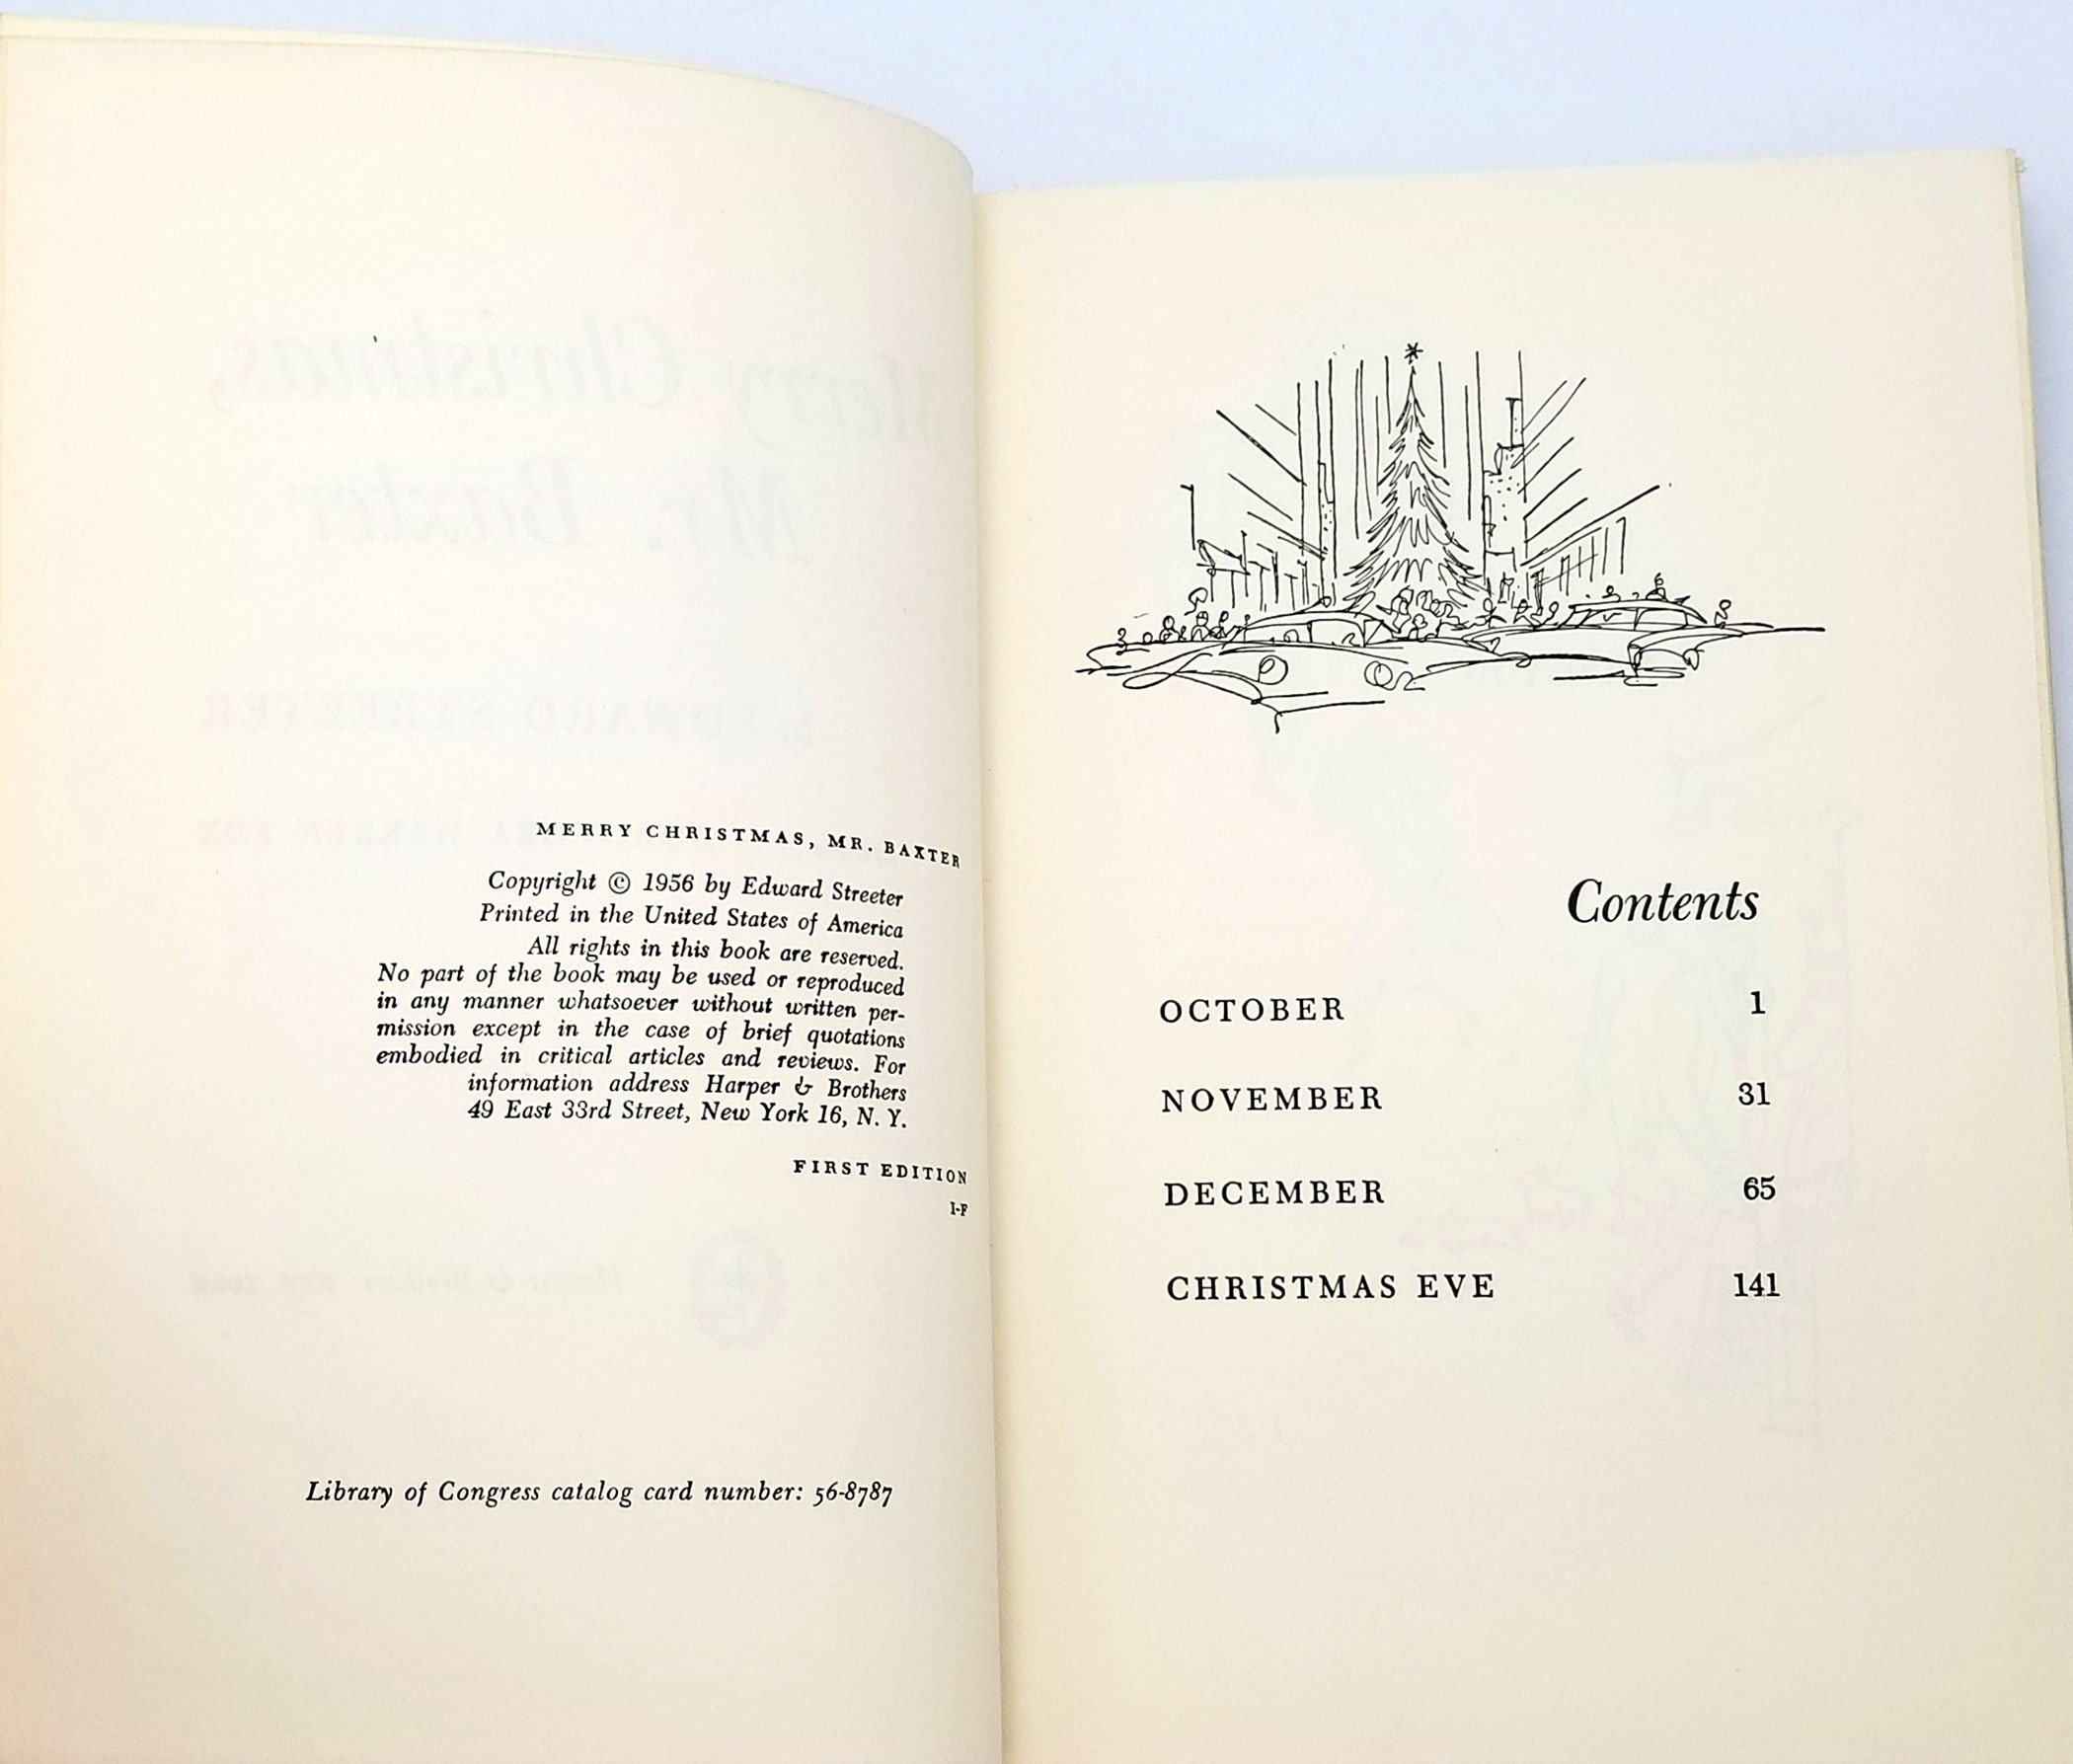 MERRY CHRISTMAS, MR. BAXTER
Copyright © 1956 by Edward Streeter
Printed in the United States of America
All rights in this book are reserved.
No part of the book may be used or reproduced
in any manner whatsoever without written per-
mission except in the case of brief quotations
embodied in critical articles and reviews. For
information address Harper & Brothers
49 East 33rd Street, New York 16, N. Y.
FIRST EDITION
I-F
Library of Congress catalog card number: 56-8787
Contents
OCTOBER 1
NOVEMBER 31
DECEMBER 65
CHRISTMAS EVE 141